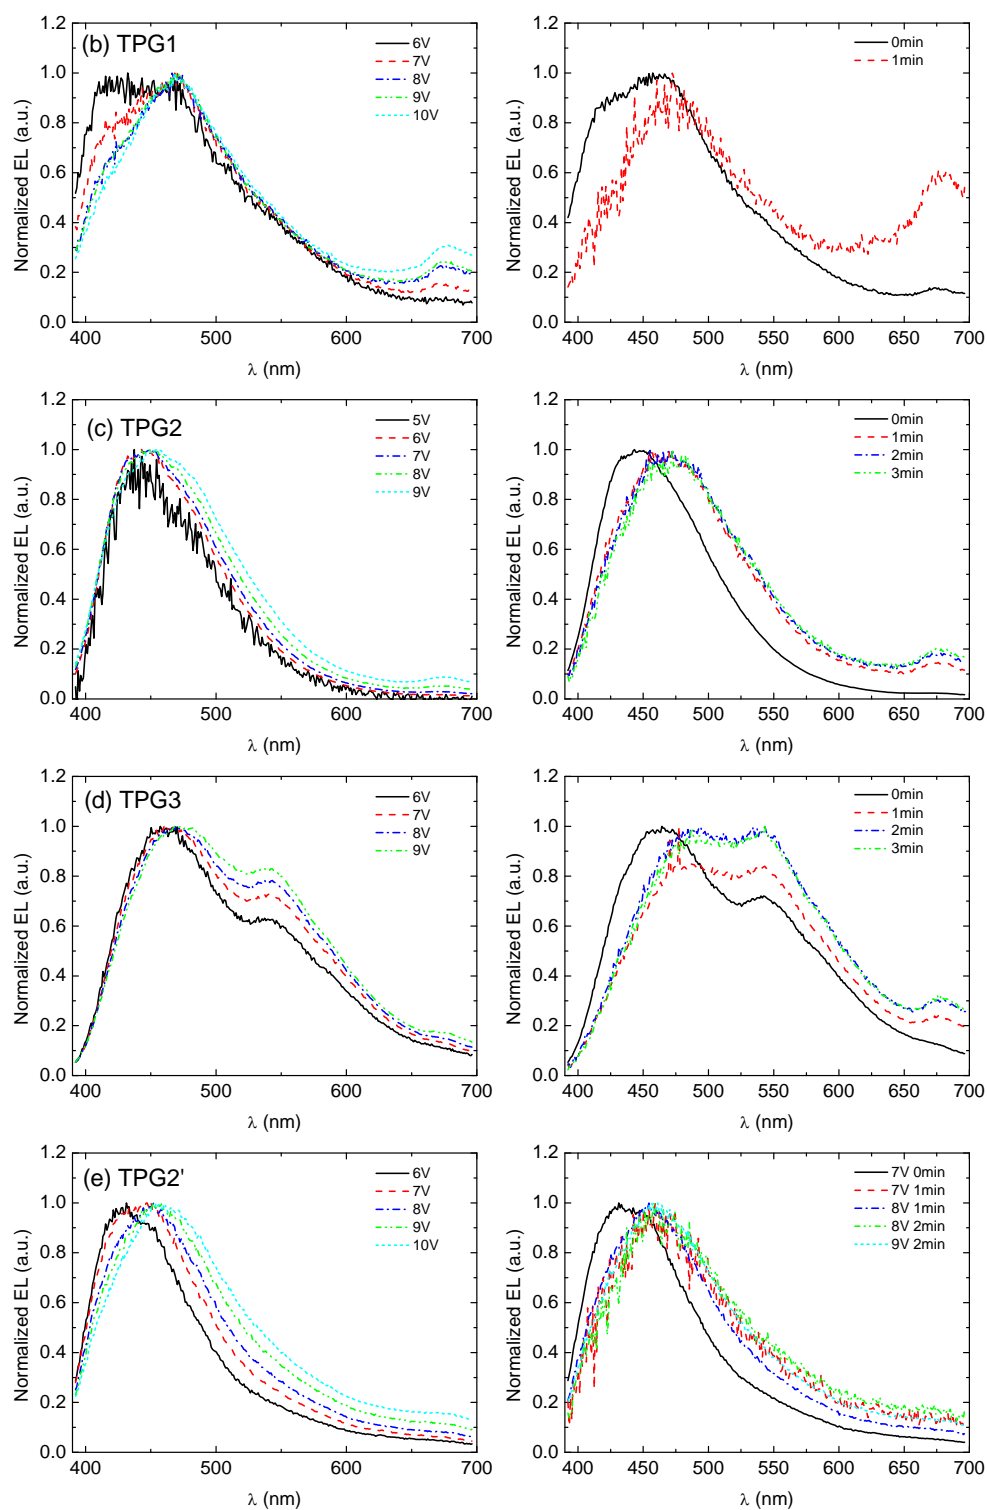 (b) TPG1
6V
7V
8V
9V
10V
Normalized EL (a.u.)
1.2
1.0
0.8
0.6
0.4
0.2
0.0
400 500 600 700
λ (nm)
0min
1min
Normalized EL (a.u.)
1.2
1.0
0.8
0.6
0.4
0.2
0.0
400 450 500 550 600 650 700
λ (nm)
(c) TPG2
5V
6V
7V
8V
9V
Normalized EL (a.u.)
1.2
1.0
0.8
0.6
0.4
0.2
0.0
400 500 600 700
λ (nm)
0min
1min
2min
3min
Normalized EL (a.u.)
1.2
1.0
0.8
0.6
0.4
0.2
0.0
400 450 500 550 600 650 700
λ (nm)
(d) TPG3
6V
7V
8V
9V
Normalized EL (a.u.)
1.2
1.0
0.8
0.6
0.4
0.2
0.0
400 500 600 700
λ (nm)
0min
1min
2min
3min
Normalized EL (a.u.)
1.2
1.0
0.8
0.6
0.4
0.2
0.0
400 450 500 550 600 650 700
λ (nm)
(e) TPG2'
6V
7V
8V
9V
10V
Normalized EL (a.u.)
1.2
1.0
0.8
0.6
0.4
0.2
0.0
400 500 600 700
λ (nm)
7V 0min
7V 1min
8V 1min
8V 2min
9V 2min
Normalized EL (a.u.)
1.2
1.0
0.8
0.6
0.4
0.2
0.0
400 450 500 550 600 650 700
λ (nm)